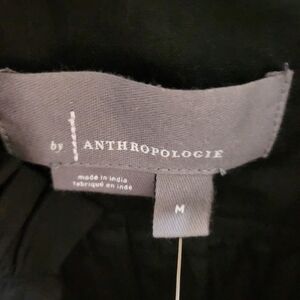 by ANTHROPOLOGIE
made in india
fabriqué en inde
M